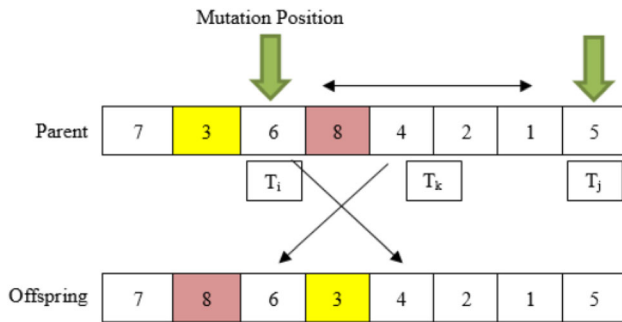 Mutation Position
Parent 7 3 6 8 4 2 1 5
Ti Tk Tj
Offspring 7 8 6 3 4 2 1 5